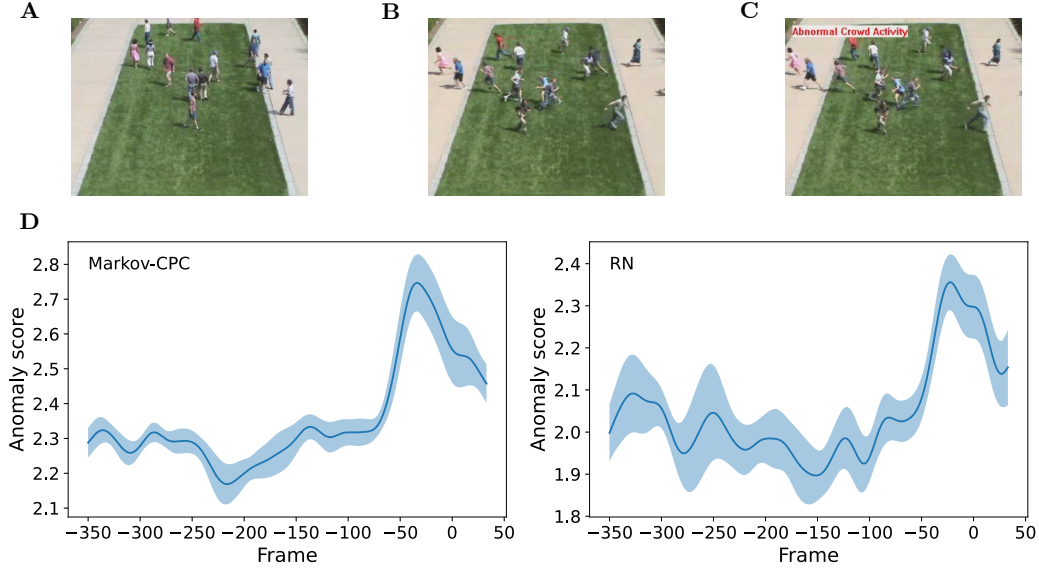 A
B
C
Abnormal Crowd Activity
D
Markov-CPC
Anomaly score
2.8
2.7
2.6
2.5
2.4
2.3
2.2
2.1
−350 −300 −250 −200 −150 −100 −50 0 50
Frame
RN
Anomaly score
2.4
2.3
2.2
2.1
2.0
1.9
1.8
−350 −300 −250 −200 −150 −100 −50 0 50
Frame